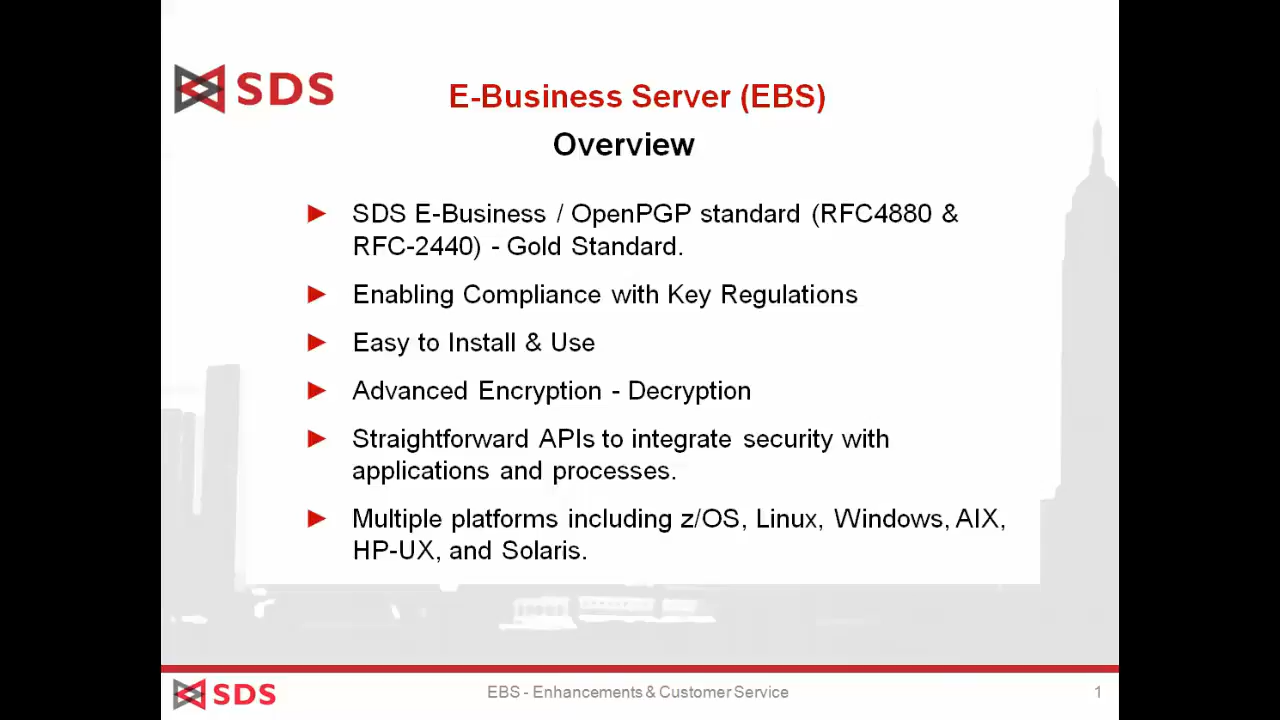 SDS
E-Business Server (EBS)
Overview
► SDS E-Business / OpenPGP standard (RFC4880 &
RFC-2440) - Gold Standard.
► Enabling Compliance with Key Regulations
► Easy to Install & Use
► Advanced Encryption - Decryption
► Straightforward APIs to integrate security with
applications and processes.
► Multiple platforms including z/OS, Linux, Windows, AIX,
HP-UX, and Solaris.
SDS
EBS - Enhancements & Customer Service
1